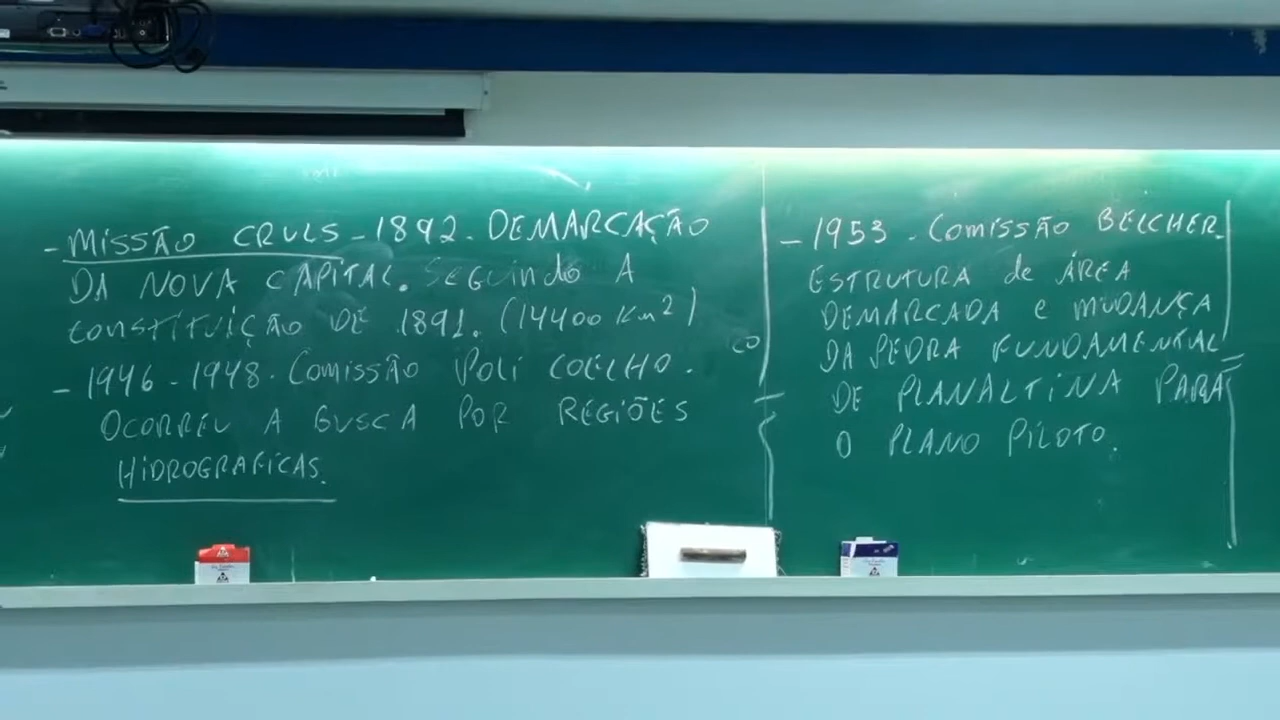 - MISSÃO CRULS - 1892. DEMARCAÇÃO
DA NOVA CAPITAL. SEGUINDO A
CONSTITUIÇÃO DE 1891. (14400 Km²)
- 1946 - 1948. COMISSÃO POLI COELHO.
OCORREU A BUSCA POR REGIÕES
HIDROGRAFICAS.
CO
- 1953 - COMISSÃO BELCHER.
ESTRUTURA de ÁREA
DEMARCADA e MUDANÇA
DA PEDRA FUNDAMENTAL
DE PLANALTINA PARA
O PLANO PILOTO.